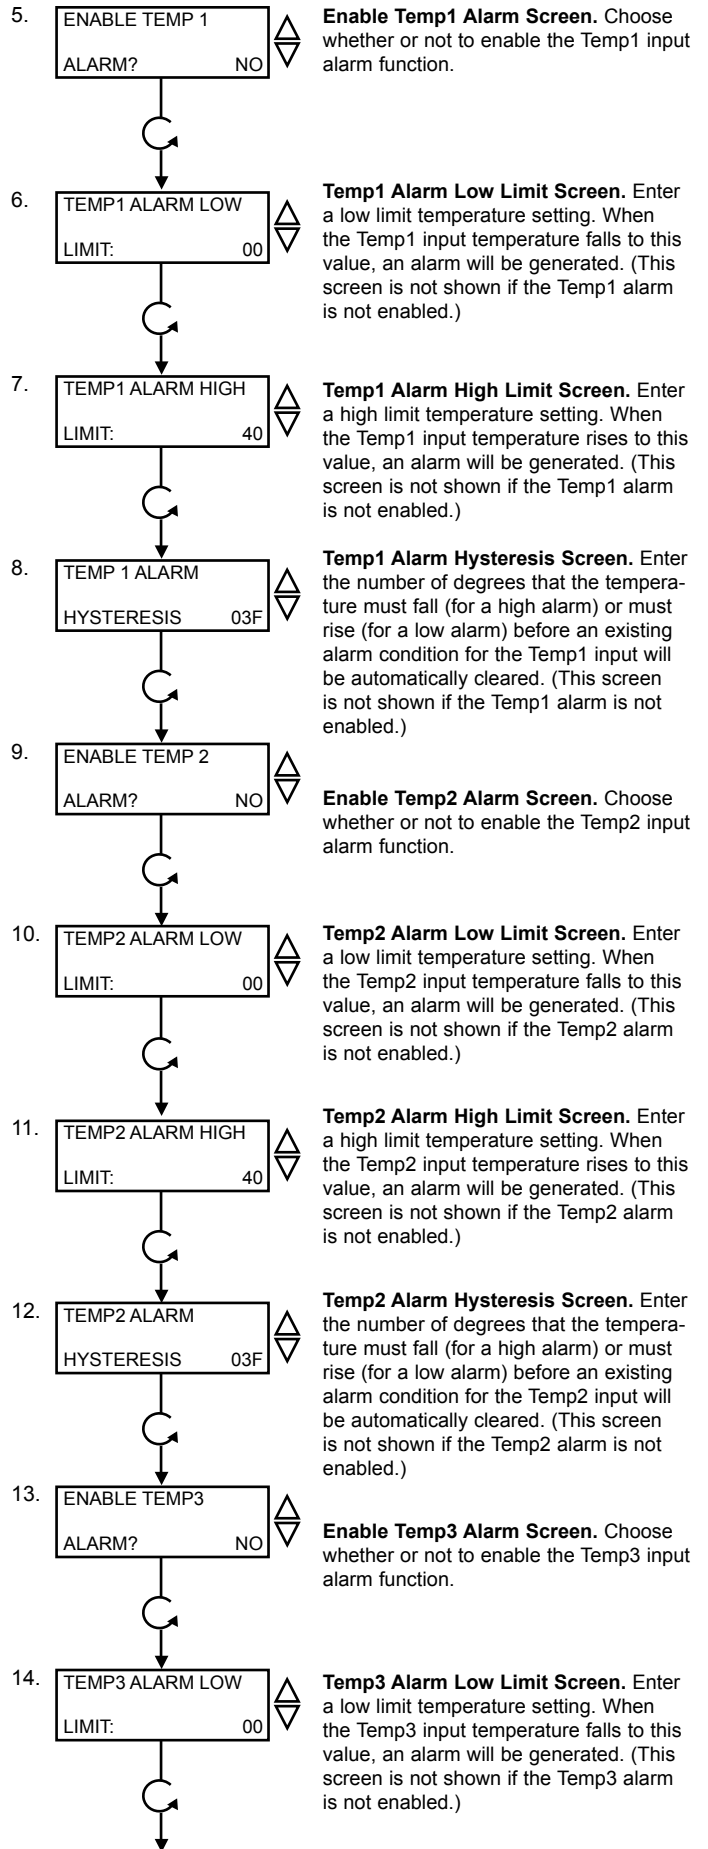 5.
ENABLE TEMP 1
ALARM? NO
Enable Temp1 Alarm Screen. Choose
whether or not to enable the Temp1 input
alarm function.
6.
TEMP1 ALARM LOW
LIMIT: 00
Temp1 Alarm Low Limit Screen. Enter
a low limit temperature setting. When
the Temp1 input temperature falls to this
value, an alarm will be generated. (This
screen is not shown if the Temp1 alarm
is not enabled.)
7.
TEMP1 ALARM HIGH
LIMIT: 40
Temp1 Alarm High Limit Screen. Enter
a high limit temperature setting. When
the Temp1 input temperature rises to this
value, an alarm will be generated. (This
screen is not shown if the Temp1 alarm
is not enabled.)
8.
TEMP 1 ALARM
HYSTERESIS 03F
Temp1 Alarm Hysteresis Screen. Enter
the number of degrees that the tempera-
ture must fall (for a high alarm) or must
rise (for a low alarm) before an existing
alarm condition for the Temp1 input will
be automatically cleared. (This screen
is not shown if the Temp1 alarm is not
enabled.)
9.
ENABLE TEMP 2
ALARM? NO
Enable Temp2 Alarm Screen. Choose
whether or not to enable the Temp2 input
alarm function.
10.
TEMP2 ALARM LOW
LIMIT: 00
Temp2 Alarm Low Limit Screen. Enter
a low limit temperature setting. When
the Temp2 input temperature falls to this
value, an alarm will be generated. (This
screen is not shown if the Temp2 alarm
is not enabled.)
11.
TEMP2 ALARM HIGH
LIMIT: 40
Temp2 Alarm High Limit Screen. Enter
a high limit temperature setting. When
the Temp2 input temperature rises to this
value, an alarm will be generated. (This
screen is not shown if the Temp2 alarm
is not enabled.)
12.
TEMP2 ALARM
HYSTERESIS 03F
Temp2 Alarm Hysteresis Screen. Enter
the number of degrees that the tempera-
ture must fall (for a high alarm) or must
rise (for a low alarm) before an existing
alarm condition for the Temp2 input will
be automatically cleared. (This screen
is not shown if the Temp2 alarm is not
enabled.)
13.
ENABLE TEMP3
ALARM? NO
Enable Temp3 Alarm Screen. Choose
whether or not to enable the Temp3 input
alarm function.
14.
TEMP3 ALARM LOW
LIMIT: 00
Temp3 Alarm Low Limit Screen. Enter
a low limit temperature setting. When
the Temp3 input temperature falls to this
value, an alarm will be generated. (This
screen is not shown if the Temp3 alarm
is not enabled.)